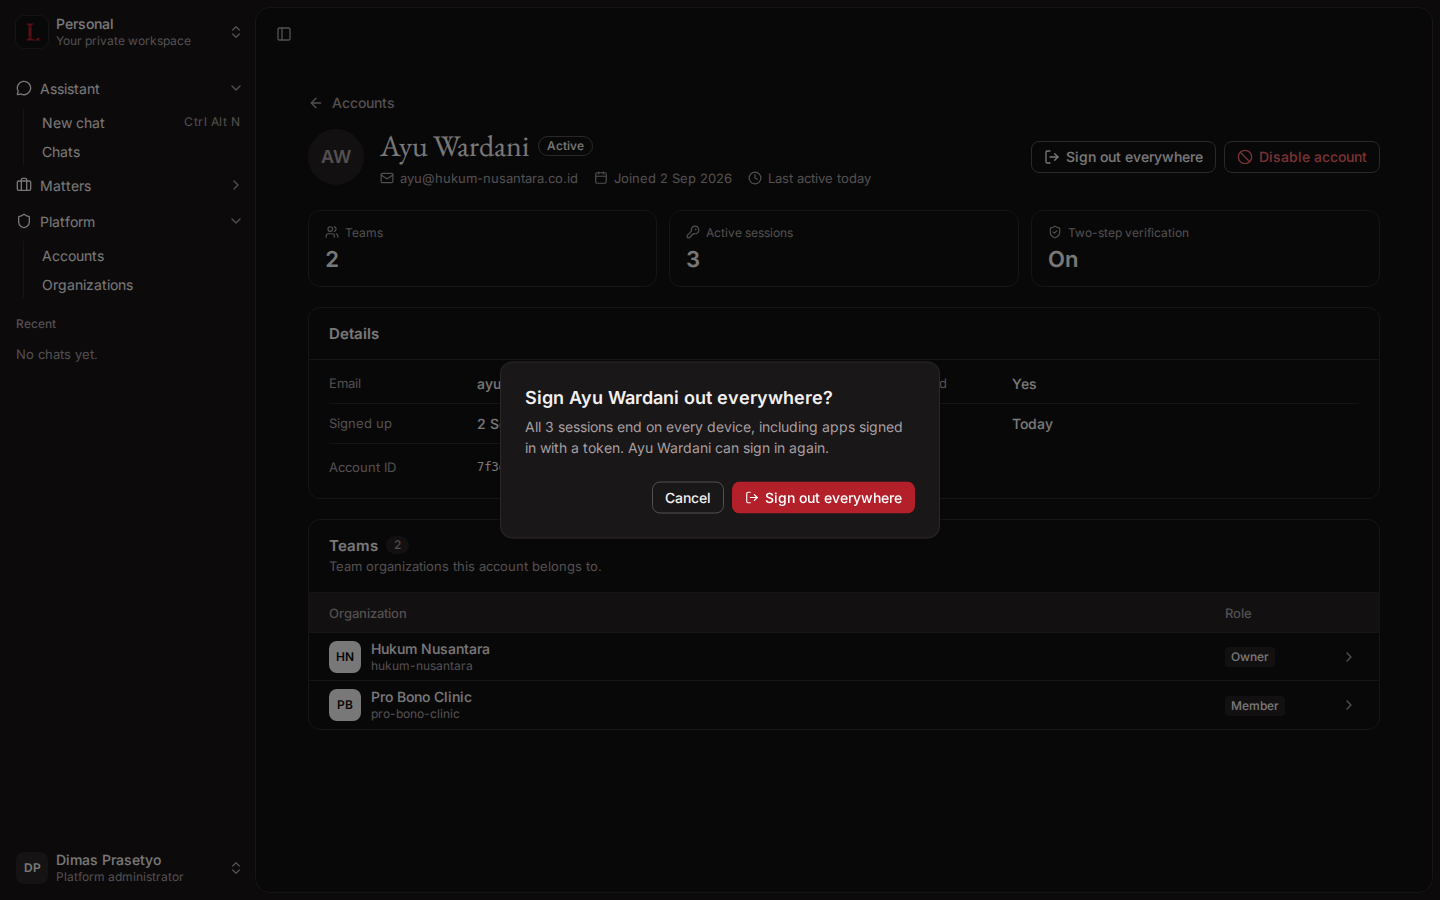 L
Personal
Your private workspace
Assistant
New chat
Ctrl Alt N
Chats
Matters
Platform
Accounts
Organizations
Recent
No chats yet.
DP
Dimas Prasetyo
Platform administrator
Accounts
AW
Ayu Wardani
Active
ayu@hukum-nusantara.co.id
Joined 2 Sep 2026
Last active today
Sign out everywhere
Disable account
Teams
2
Active sessions
3
Two-step verification
On
Details
Email
Yes
Signed up
Today
Account ID
Sign Ayu Wardani out everywhere?
All 3 sessions end on every device, including apps signed
in with a token. Ayu Wardani can sign in again.
Cancel
Sign out everywhere
Teams 2
Team organizations this account belongs to.
Organization
Role
HN
Hukum Nusantara
hukum-nusantara
Owner
PB
Pro Bono Clinic
pro-bono-clinic
Member